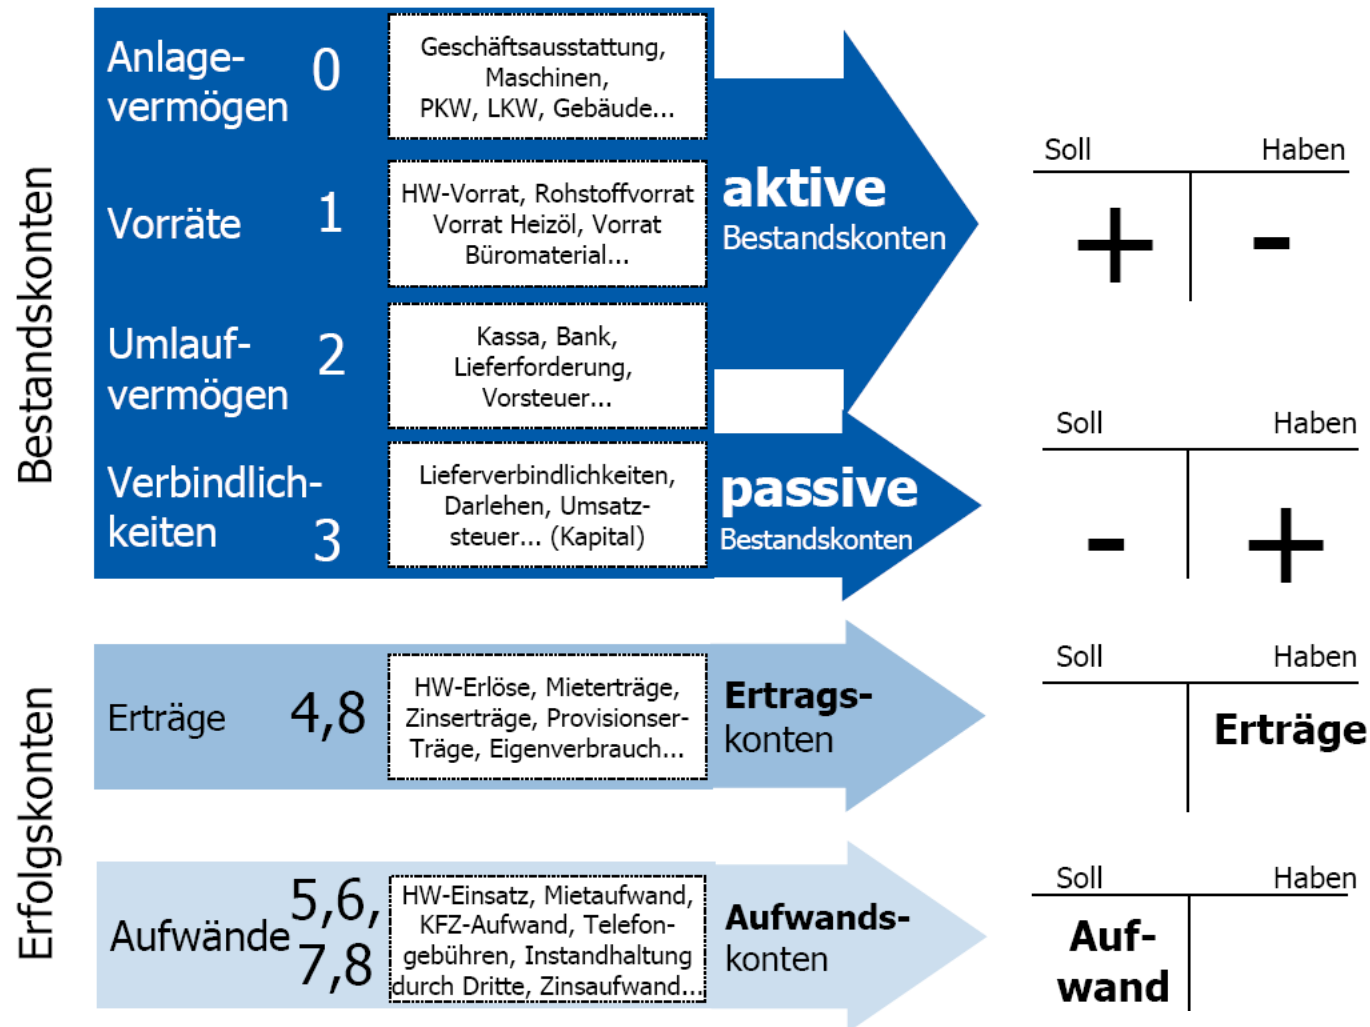 Bestandskonten
Anlage-
vermögen
0
Geschäftsausstattung,
Maschinen,
PKW, LKW, Gebäude...
Vorräte
1
HW-Vorrat, Rohstoffvorrat
Vorrat Heizöl, Vorrat
Büromaterial...
Umlauf-
vermögen
2
Kassa, Bank,
Lieferforderung,
Vorsteuer...
aktive
Bestandskonten
Soll
Haben
+
-
Verbindlich-
keiten
3
Lieferverbindlichkeiten,
Darlehen, Umsatz-
steuer... (Kapital)
passive
Bestandskonten
Soll
Haben
-
+
Erfolgskonten
Erträge
4,8
HW-Erlöse, Mieterträge,
Zinserträge, Provisionser-
Träge, Eigenverbrauch...
Ertrags-
konten
Soll
Haben
Erträge
Aufwände
5,6,
7,8
HW-Einsatz, Mietaufwand,
KFZ-Aufwand, Telefon-
gebühren, Instandhaltung
durch Dritte, Zinsaufwand...
Aufwands-
konten
Soll
Haben
Auf-
wand